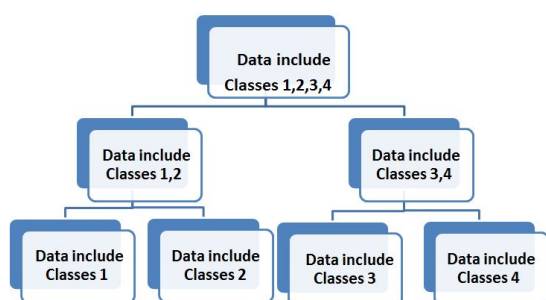 Data include
Classes 1,2,3,4
Data include
Classes 1,2
Data include
Classes 3,4
Data include
Classes 1
Data include
Classes 2
Data include
Classes 3
Data include
Classes 4